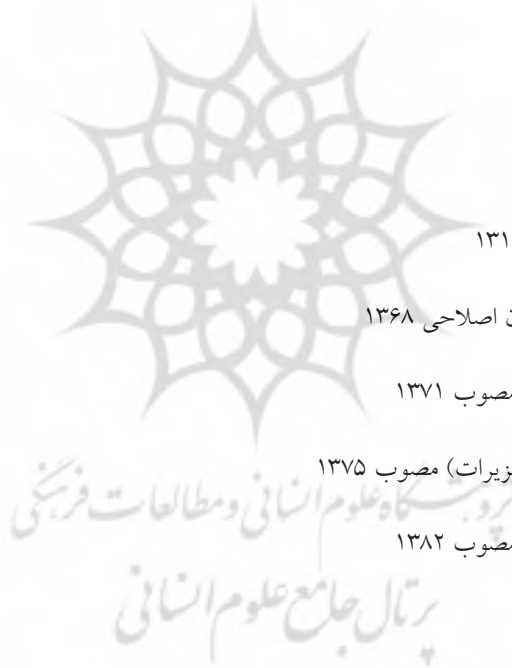 ۱۳۱
ن اصلاحی ۱۳۶۸
مصوب ۱۳۷۱
زیرات) مصوب ۱۳۷۵
پژوهشگاه علوم انسانی و مطالعات فرهنگی
مصوب ۱۳۸۲
پرتال جامع علوم انسانی